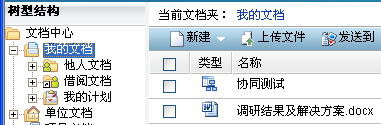 树型结构
文档中心
我的文档
他人文档
借阅文档
我的计划
单位文档
当前文档夹： 我的文档
新建 上传文件 发送到
类型 名称
协同测试
调研结果及解决方案.docx